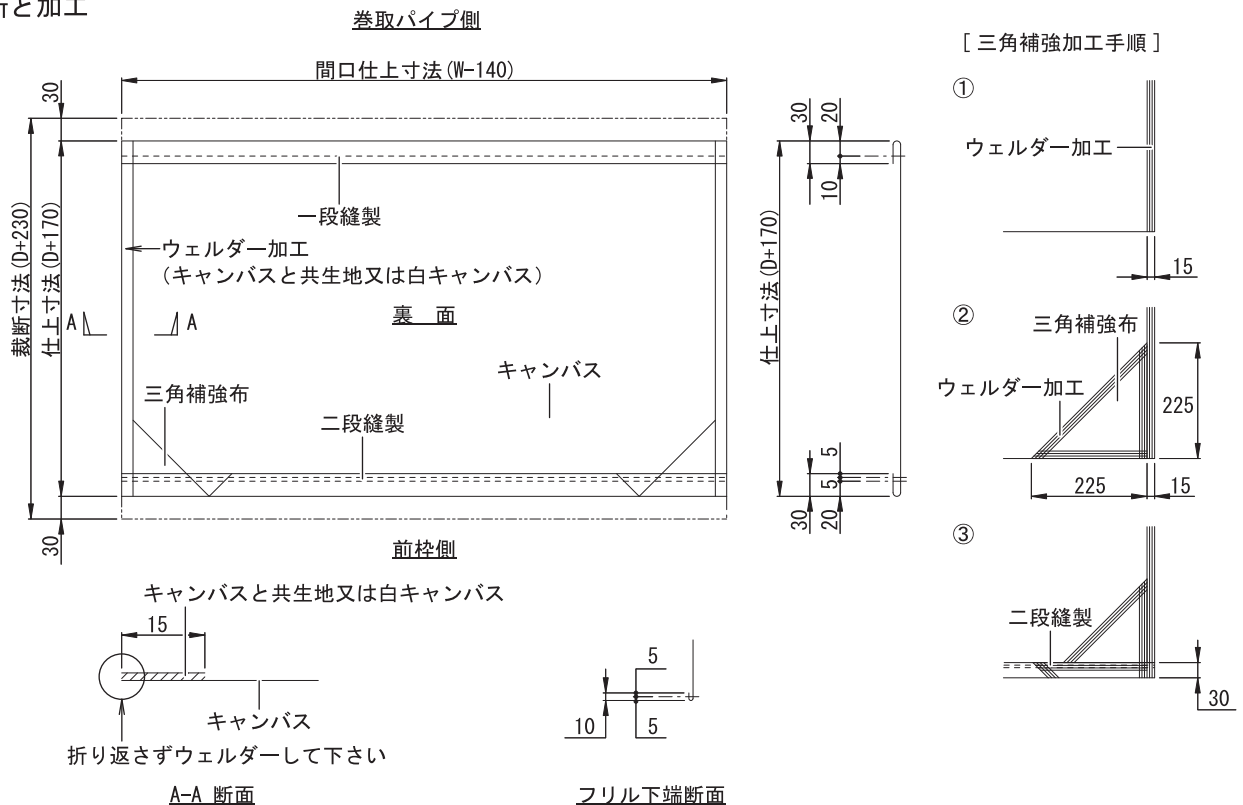 と加工
巻取パイプ側
間口仕上寸法(W-140)
30
裁断寸法(D+230)
仕上寸法(D+170)
一段縫製
ウェルダー加工
(キャンバスと共生地又は白キャンバス)
A
A
裏 面
キャンバス
三角補強布
二段縫製
30
前枠側
30
20
10
仕上寸法(D+170)
5
5
30
20
[ 三角補強加工手順 ]
①
ウェルダー加工
15
②
三角補強布
ウェルダー加工
225
225
15
③
二段縫製
30
キャンバスと共生地又は白キャンバス
15
キャンバス
折り返さずウェルダーして下さい
A-A 断面
5
10
5
フリル下端断面